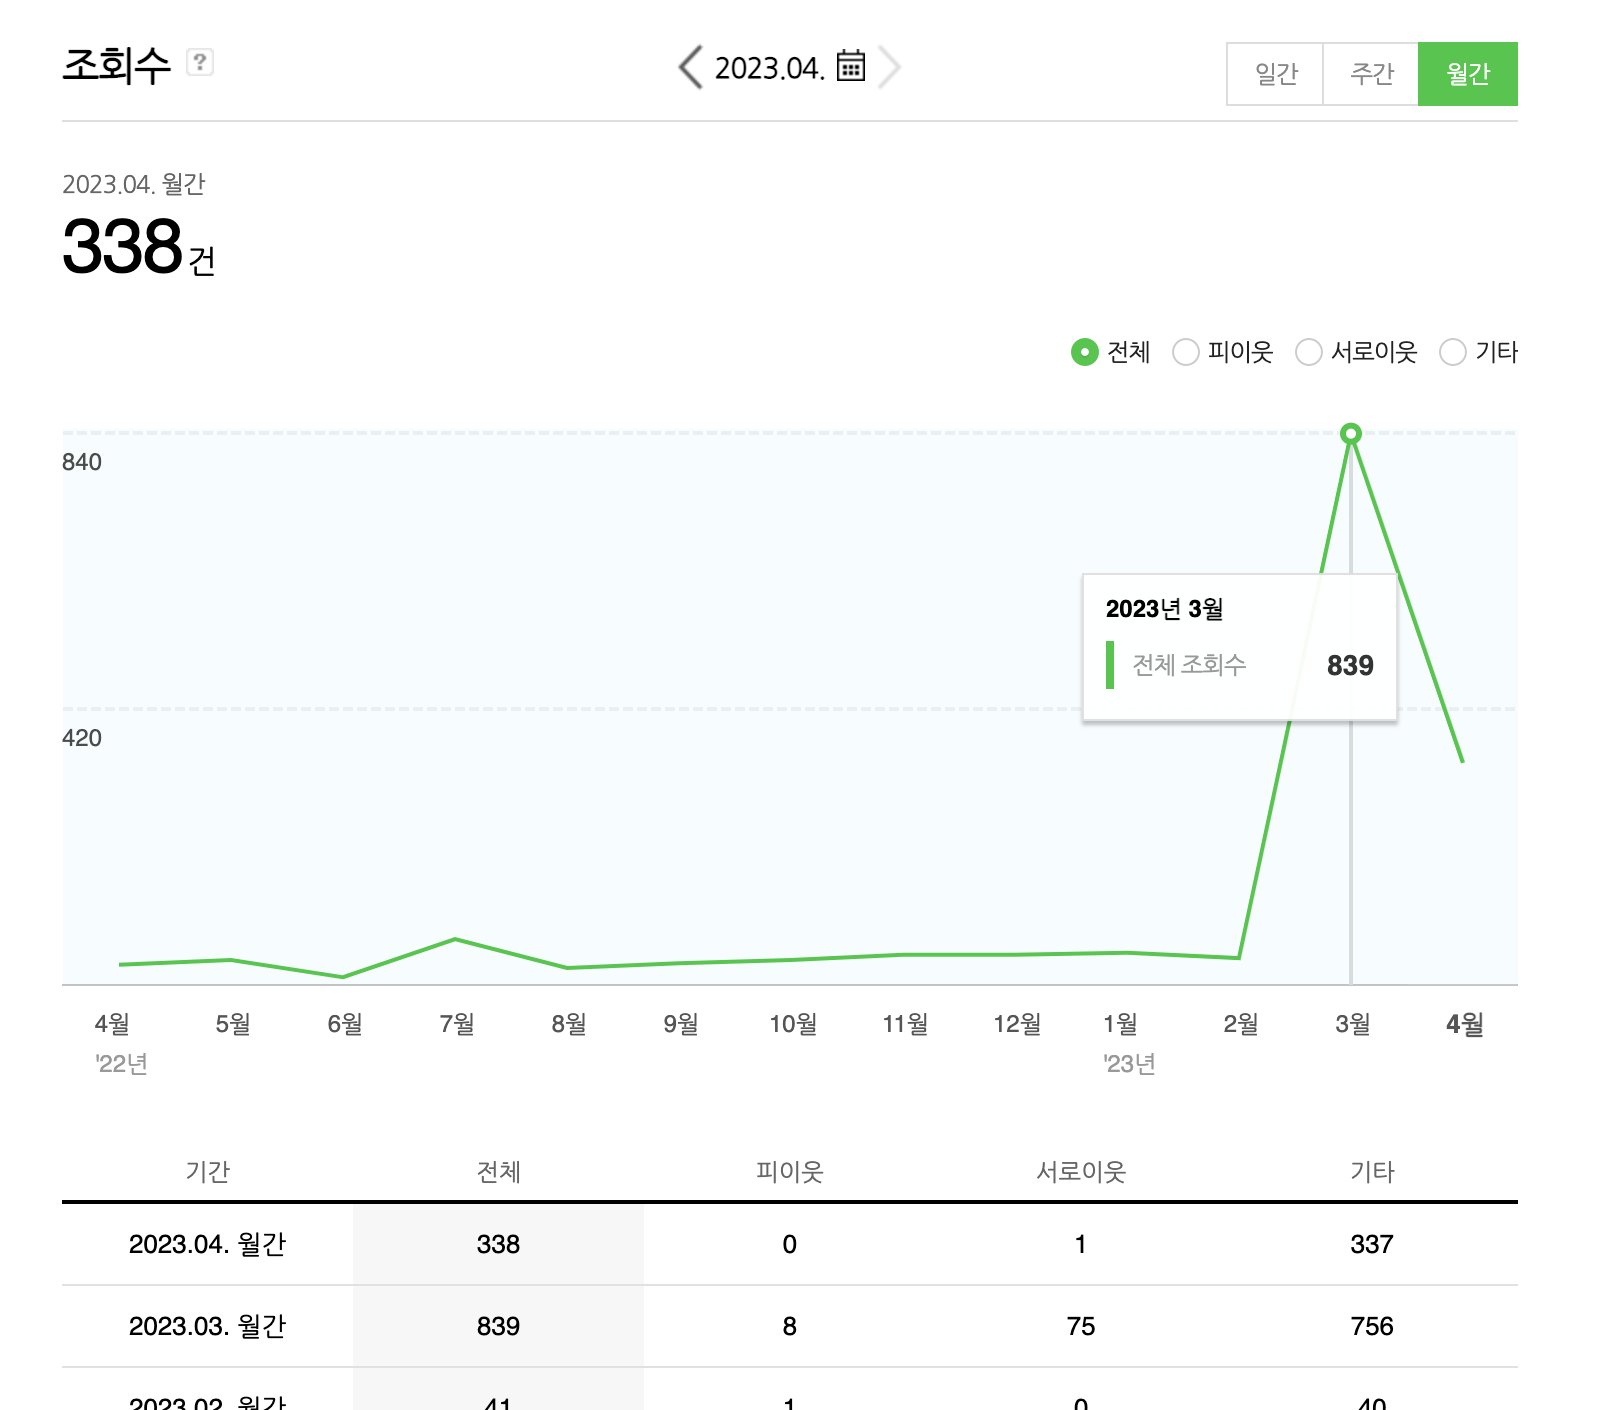 조회수 ?
2023.04.
일간 주간 월간
2023.04. 월간
338건
전체 피이웃 서로이웃 기타
840
2023년 3월
전체 조회수 839
420
4월 5월 6월 7월 8월 9월 10월 11월 12월 1월 2월 3월 4월
'22년 '23년
기간 전체 피이웃 서로이웃 기타
2023.04. 월간 338 0 1 337
2023.03. 월간 839 8 75 756
2023.02. 월간 41 1 0 40